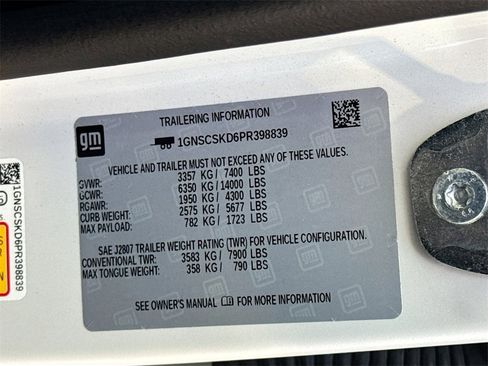 TRAILERING INFORMATION
gm
1GNSCSKD6PR398839
VEHICLE AND TRAILER MUST NOT EXCEED ANY OF THESE VALUES.
GVWR: 3357 KG/ 7400 LBS
GCWR: 6350 KG/ 14000 LBS
RGAWR: 1950 KG/ 4300 LBS
CURB WEIGHT: 2575 KG/ 5677 LBS
MAX PAYLOAD: 782 KG/ 1723 LBS
SAE J2807 TRAILER WEIGHT RATING (TWR) FOR VEHICLE CONFIGURATION.
CONVENTIONAL TWR: 3583 KG/ 7900 LBS
MAX TONGUE WEIGHT: 358 KG/ 790 LBS
SEE OWNER'S MANUAL FOR MORE INFORMATION
1GNSCSKD6PR398839